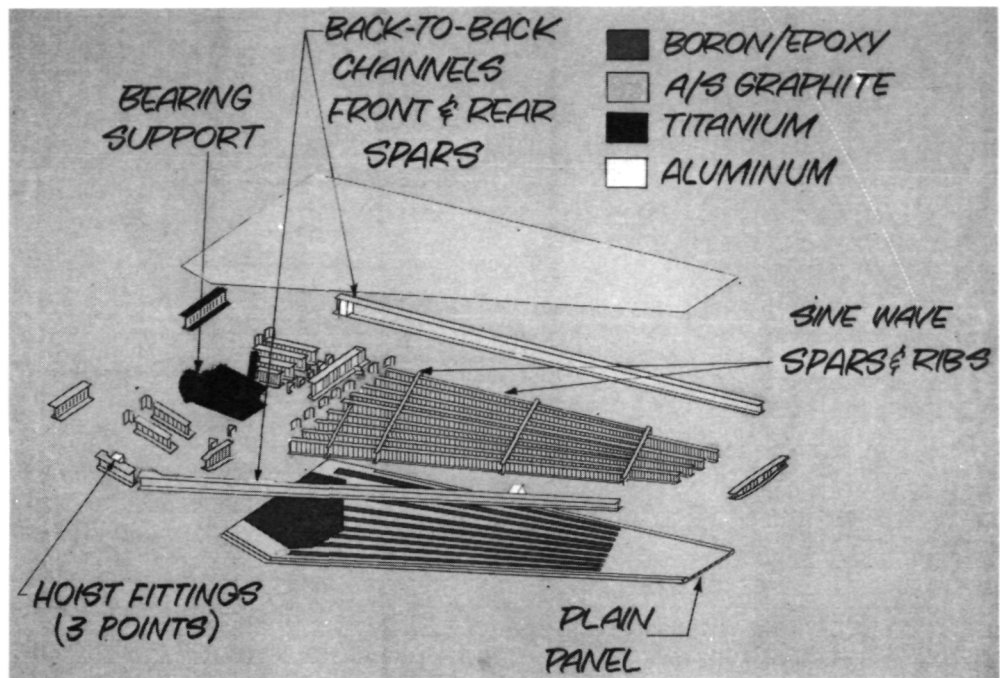 BACK-TO-BACK
CHANNELS
FRONT & REAR
SPARS
BEARING
SUPPORT
BORON/EPOXY
A/S GRAPHITE
TITANIUM
ALUMINUM
SINE WAVE
SPARS & RIBS
HOIST FITTINGS
(3 POINTS)
PLAIN
PANEL